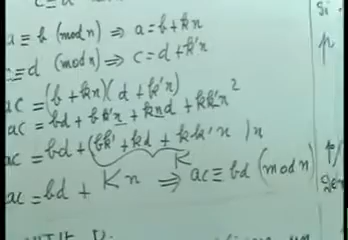 a ≡ b (mod n) ⇒ a = b + kn
c ≡ d (mod n) ⇒ c = d + k'n
ac = (b + kn)(d + k'n)
ac = bd + bk'n + knd + kk'n²
ac = bd + (bk' + kd + kk'n)n
K
ac = bd + Kn ⇒ ac ≡ bd (mod n)
Si
p
p/